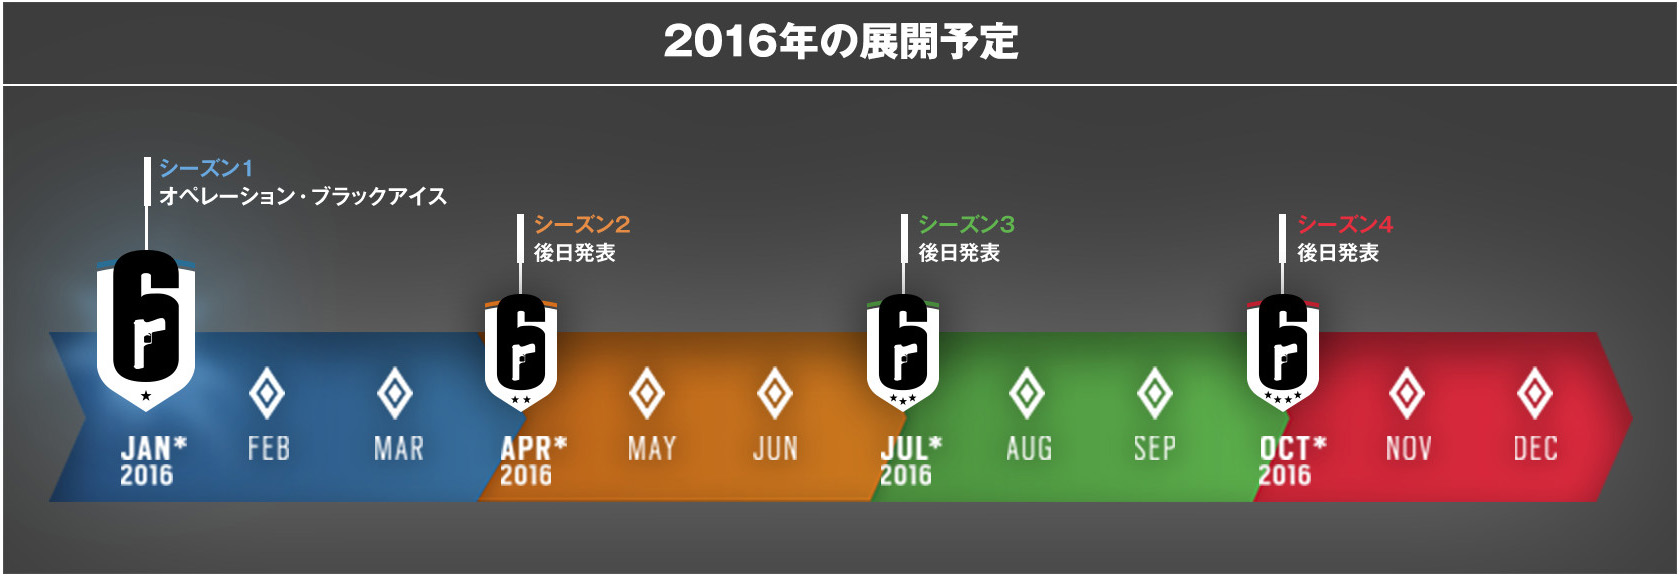 2016年の展開予定
シーズン1
オペレーション・ブラックアイス
シーズン2
後日発表
シーズン3
後日発表
シーズン4
後日発表
JAN*
2016
FEB
MAR
APR*
2016
MAY
JUN
JUL*
2016
AUG
SEP
OCT*
2016
NOV
DEC